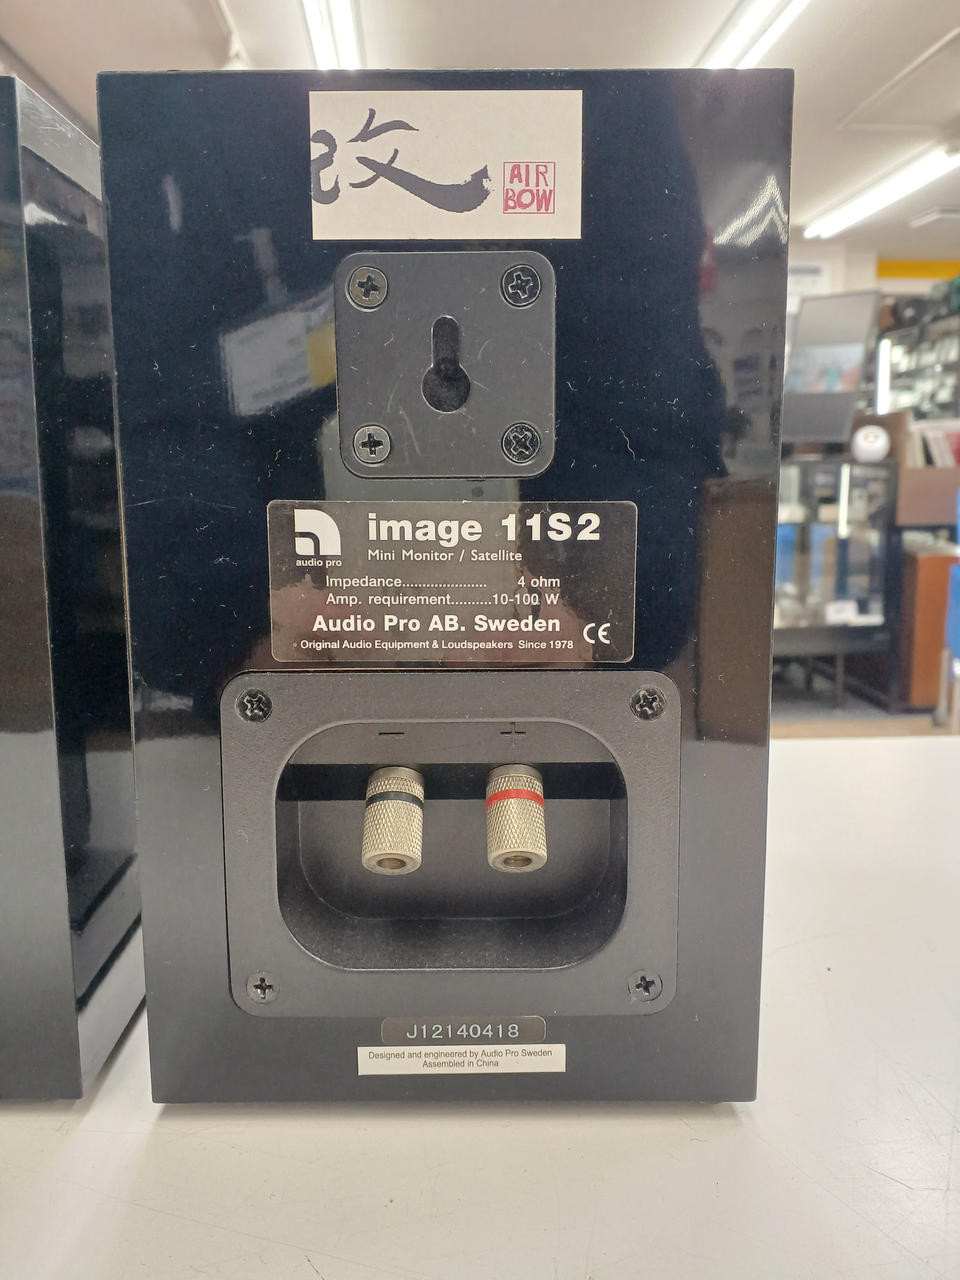 改
AIR
BOW
audio pro
image 11S2
Mini Monitor / Satellite
Impedance..................... 4 ohm
Amp. requirement..........10-100 W
Audio Pro AB. Sweden
Original Audio Equipment & Loudspeakers Since 1978
CE
− +
J12140418
Designed and engineered by Audio Pro Sweden
Assembled in China